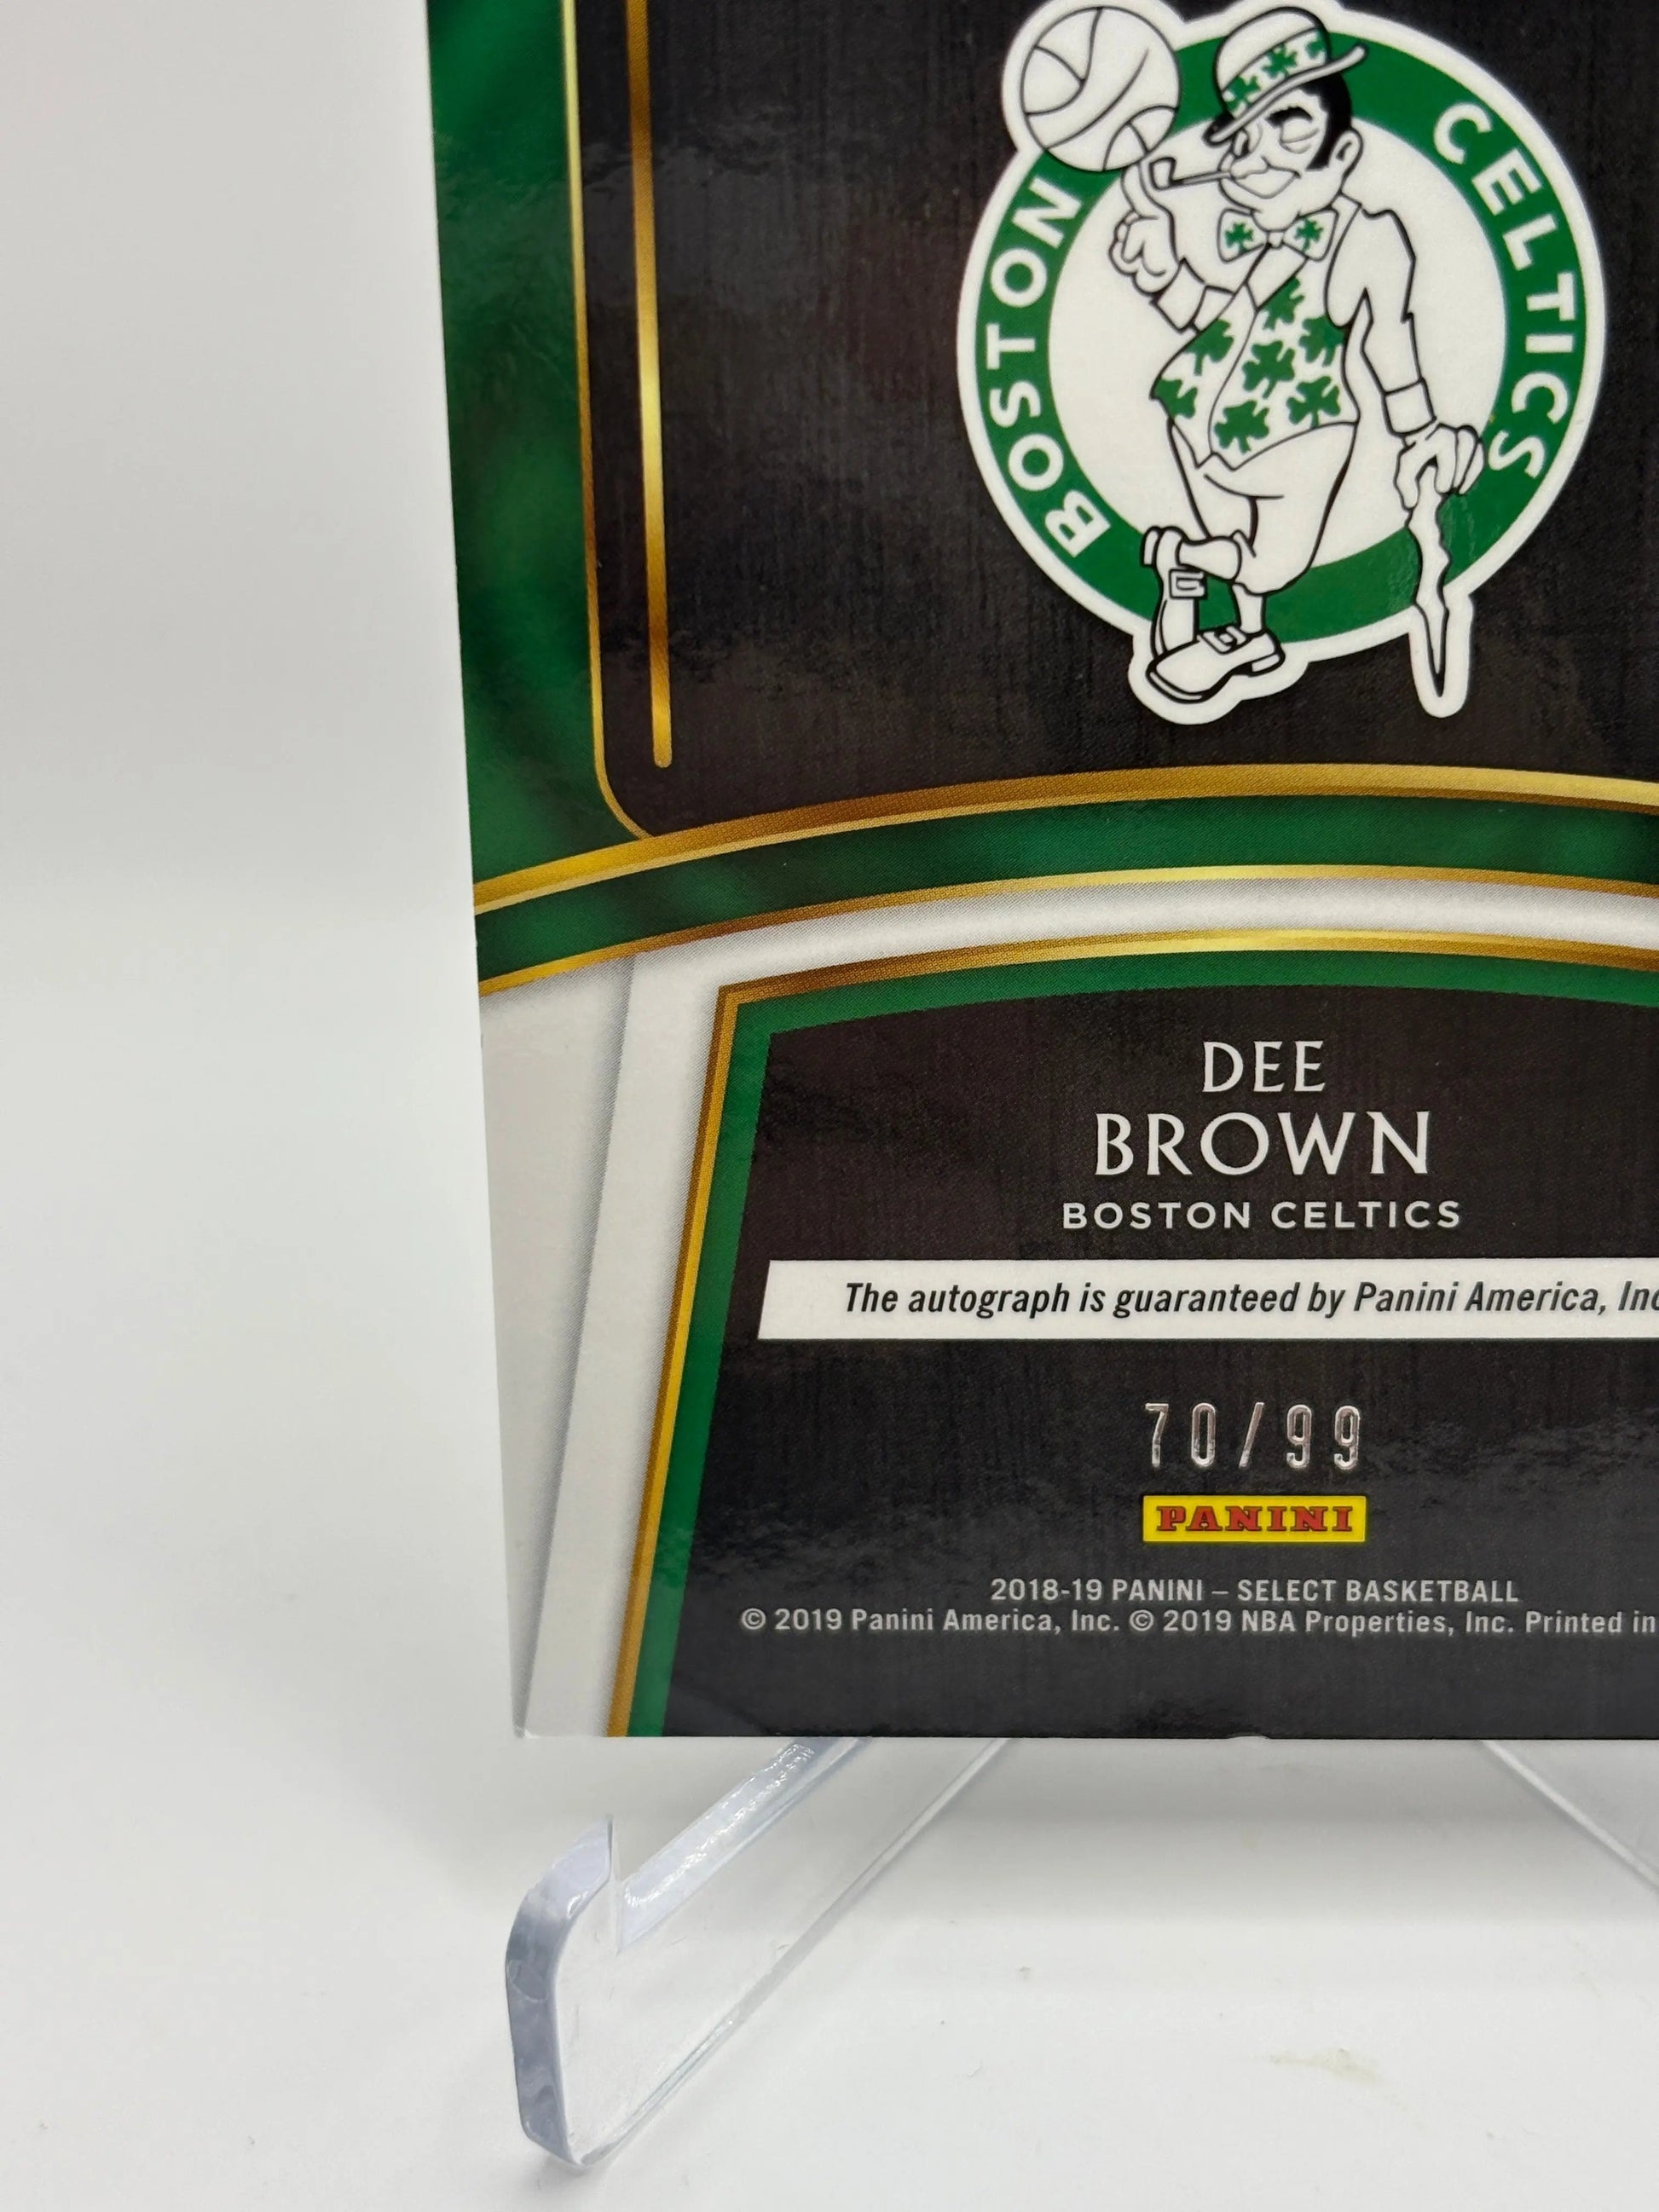 BOSTON CELTICS
DEE
BROWN
BOSTON CELTICS
The autograph is guaranteed by Panini America, Inc
70/99
PANINI
2018-19 PANINI – SELECT BASKETBALL
© 2019 Panini America, Inc. © 2019 NBA Properties, Inc. Printed in